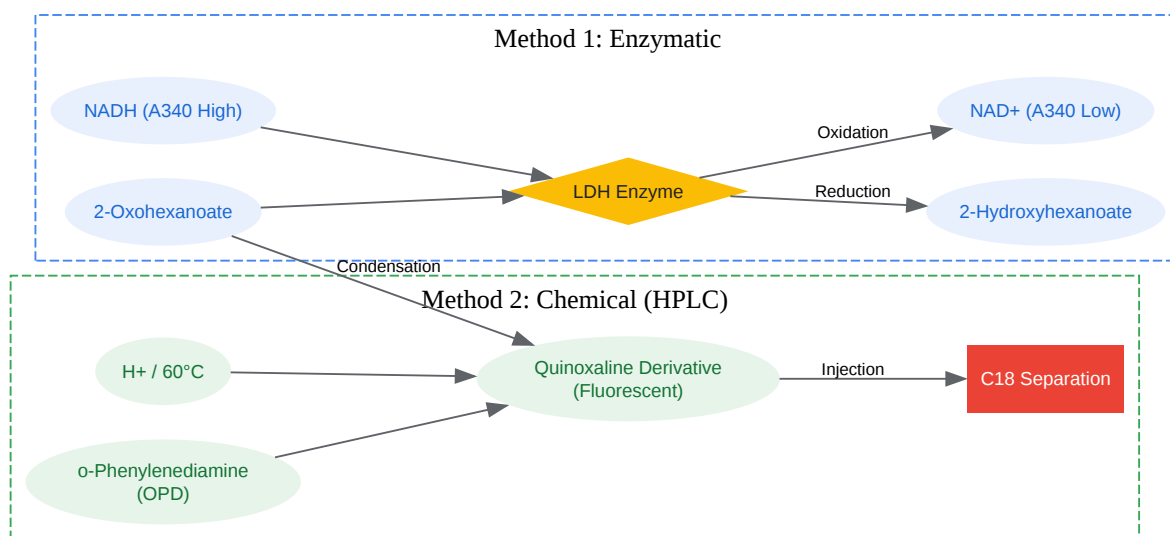 Method 1: Enzymatic
NADH (A340 High)
NAD+ (A340 Low)
Oxidation
LDH Enzyme
Reduction
2-Oxohexanoate
2-Hydroxyhexanoate
Condensation
Method 2: Chemical (HPLC)
H+ / 60°C
Quinoxaline Derivative
(Fluorescent)
Injection
C18 Separation
o-Phenylenediamine
(OPD)